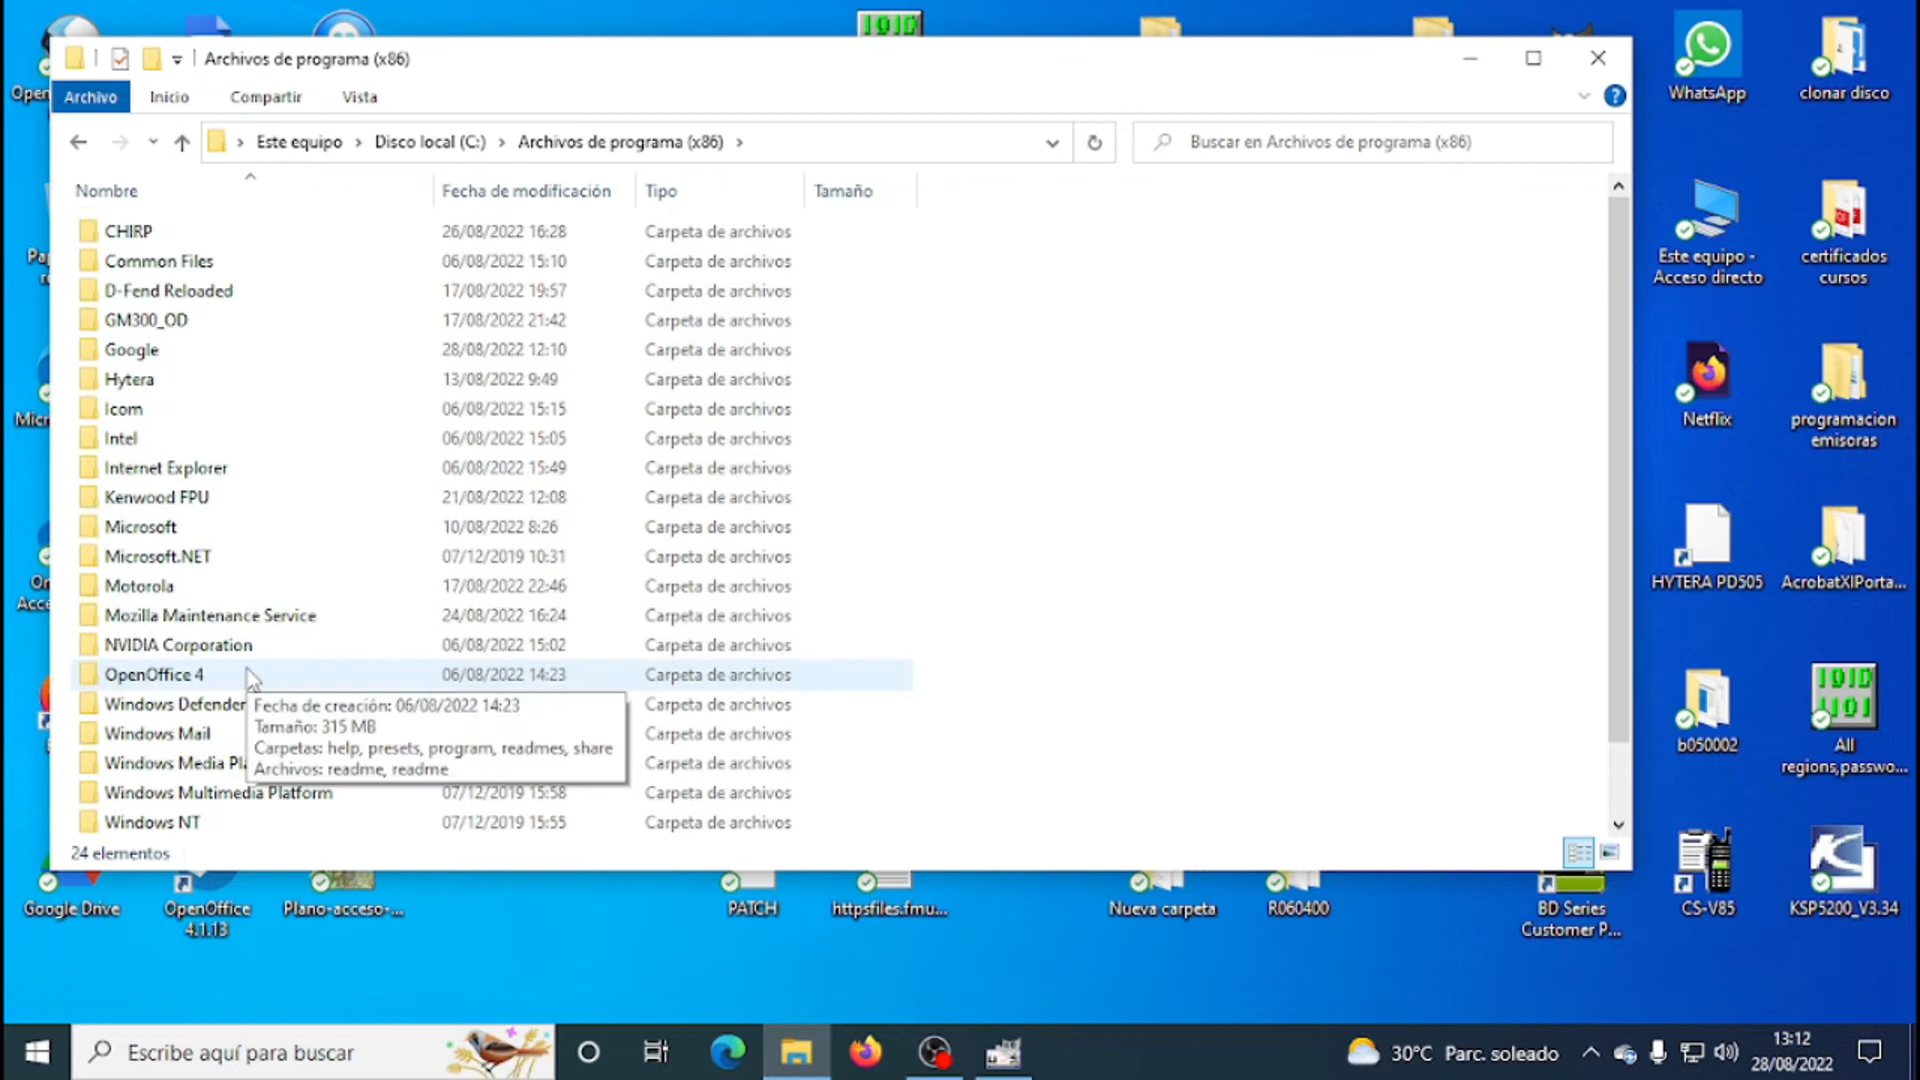 Archivos de programa (x86)
Archivo Inicio Compartir Vista
Este equipo Disco local (C:) Archivos de programa (x86)
Buscar en Archivos de programa (x86)
Nombre Fecha de modificación Tipo Tamaño
CHIRP 26/08/2022 16:28 Carpeta de archivos
Common Files 06/08/2022 15:10 Carpeta de archivos
D-Fend Reloaded 17/08/2022 19:57 Carpeta de archivos
GM300_OD 17/08/2022 21:42 Carpeta de archivos
Google 28/08/2022 12:10 Carpeta de archivos
Hytera 13/08/2022 9:49 Carpeta de archivos
Icom 06/08/2022 15:15 Carpeta de archivos
Intel 06/08/2022 15:05 Carpeta de archivos
Internet Explorer 06/08/2022 15:49 Carpeta de archivos
Kenwood FPU 21/08/2022 12:08 Carpeta de archivos
Microsoft 10/08/2022 8:26 Carpeta de archivos
Microsoft.NET 07/12/2019 10:31 Carpeta de archivos
Motorola 17/08/2022 22:46 Carpeta de archivos
Mozilla Maintenance Service 24/08/2022 16:24 Carpeta de archivos
NVIDIA Corporation 06/08/2022 15:02 Carpeta de archivos
OpenOffice 4 06/08/2022 14:23 Carpeta de archivos
Windows Defender Carpeta de archivos
Windows Mail Carpeta de archivos
Windows Media Pla Carpeta de archivos
Windows Multimedia Platform 07/12/2019 15:58 Carpeta de archivos
Windows NT 07/12/2019 15:55 Carpeta de archivos
Fecha de creación: 06/08/2022 14:23
Tamaño: 315 MB
Carpetas: help, presets, program, readmes, share
Archivos: readme, readme
24 elementos
WhatsApp
clonar disco
Este equipo -
Acceso directo
certificados
cursos
Netflix
programacion
emisoras
HYTERA PD505
AcrobatXIPorta...
b050002
All
regions,passwo...
Google Drive
OpenOffice
4.1.13
Plano-acceso-...
PATCH
httpsfiles.fmu...
Nueva carpeta
R060400
BD Series
Customer P...
CS-V85
KSP5200_V3.34
Escribe aquí para buscar
30°C Parc. soleado
13:12
28/08/2022